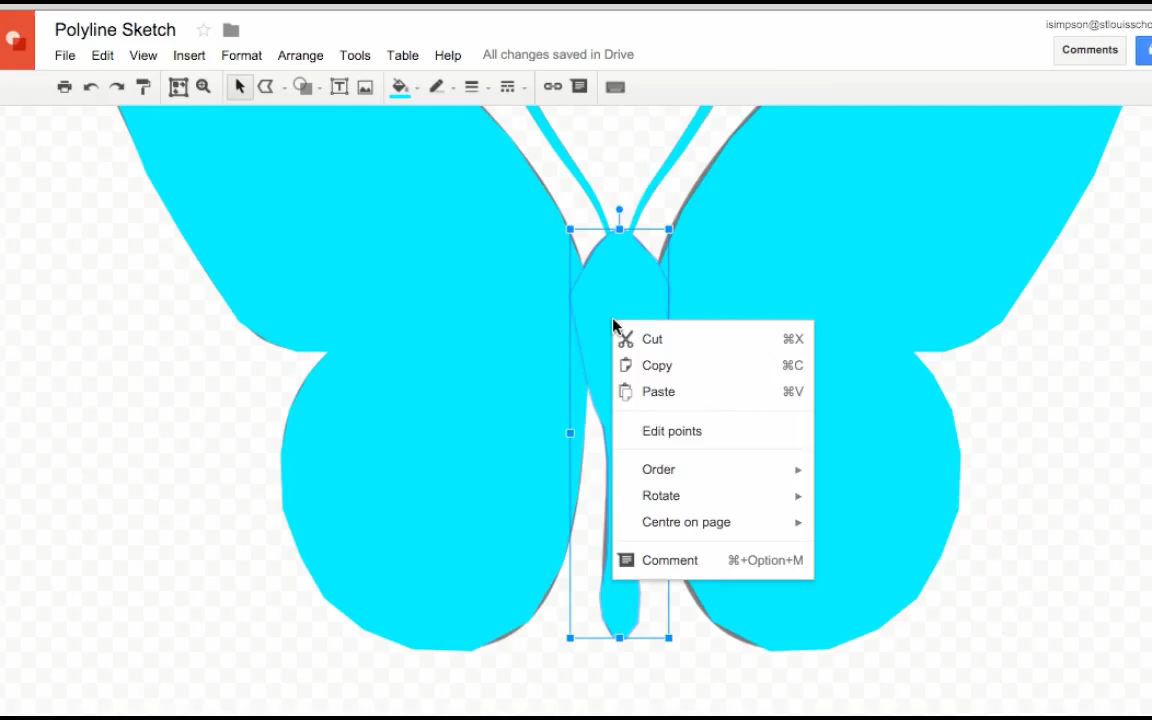 Polyline Sketch
isimpson@stlouisscho
File Edit View Insert Format Arrange Tools Table Help All changes saved in Drive
Comments
Cut ⌘X
Copy ⌘C
Paste ⌘V
Edit points
Order
Rotate
Centre on page
Comment ⌘+Option+M